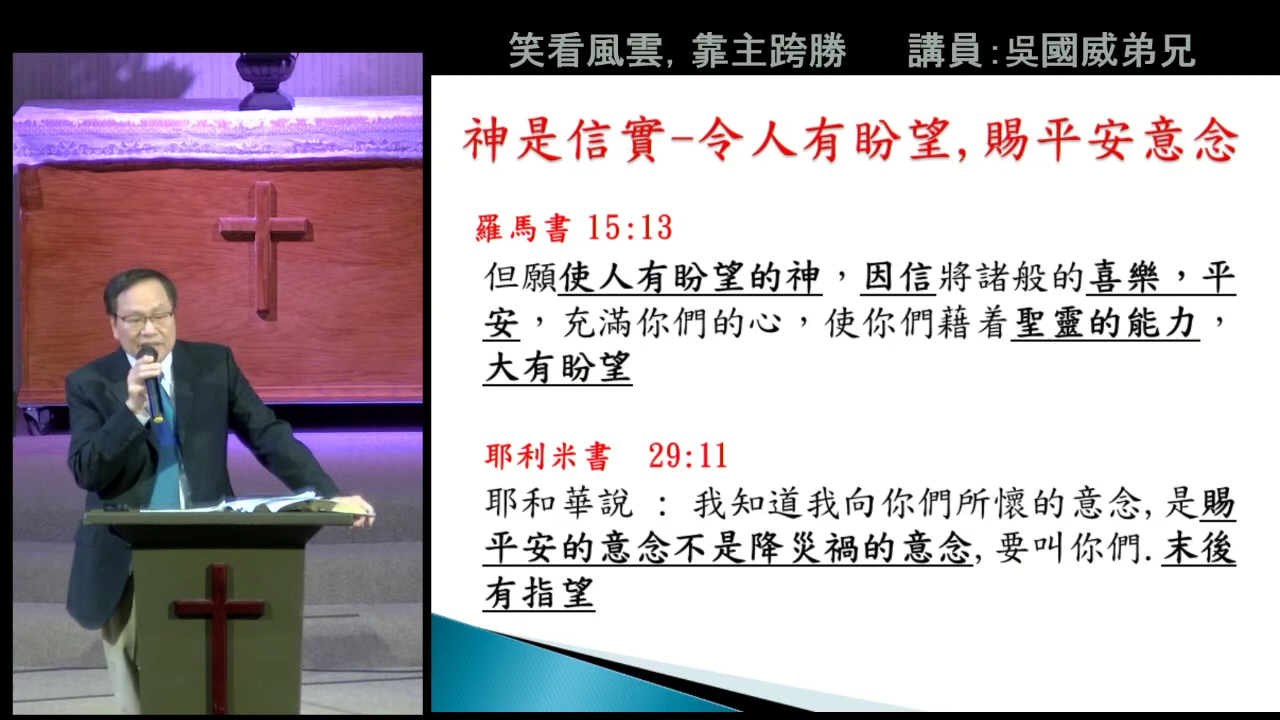 笑看風雲, 靠主跨勝 講員:吳國威弟兄
神是信實-令人有盼望,賜平安意念
羅馬書 15:13
但願使人有盼望的神，因信將諸般的喜樂，平
安，充滿你們的心，使你們藉着聖靈的能力，
大有盼望
耶利米書 29:11
耶和華說 : 我知道我向你們所懷的意念,是賜
平安的意念不是降災禍的意念,要叫你們.末後
有指望